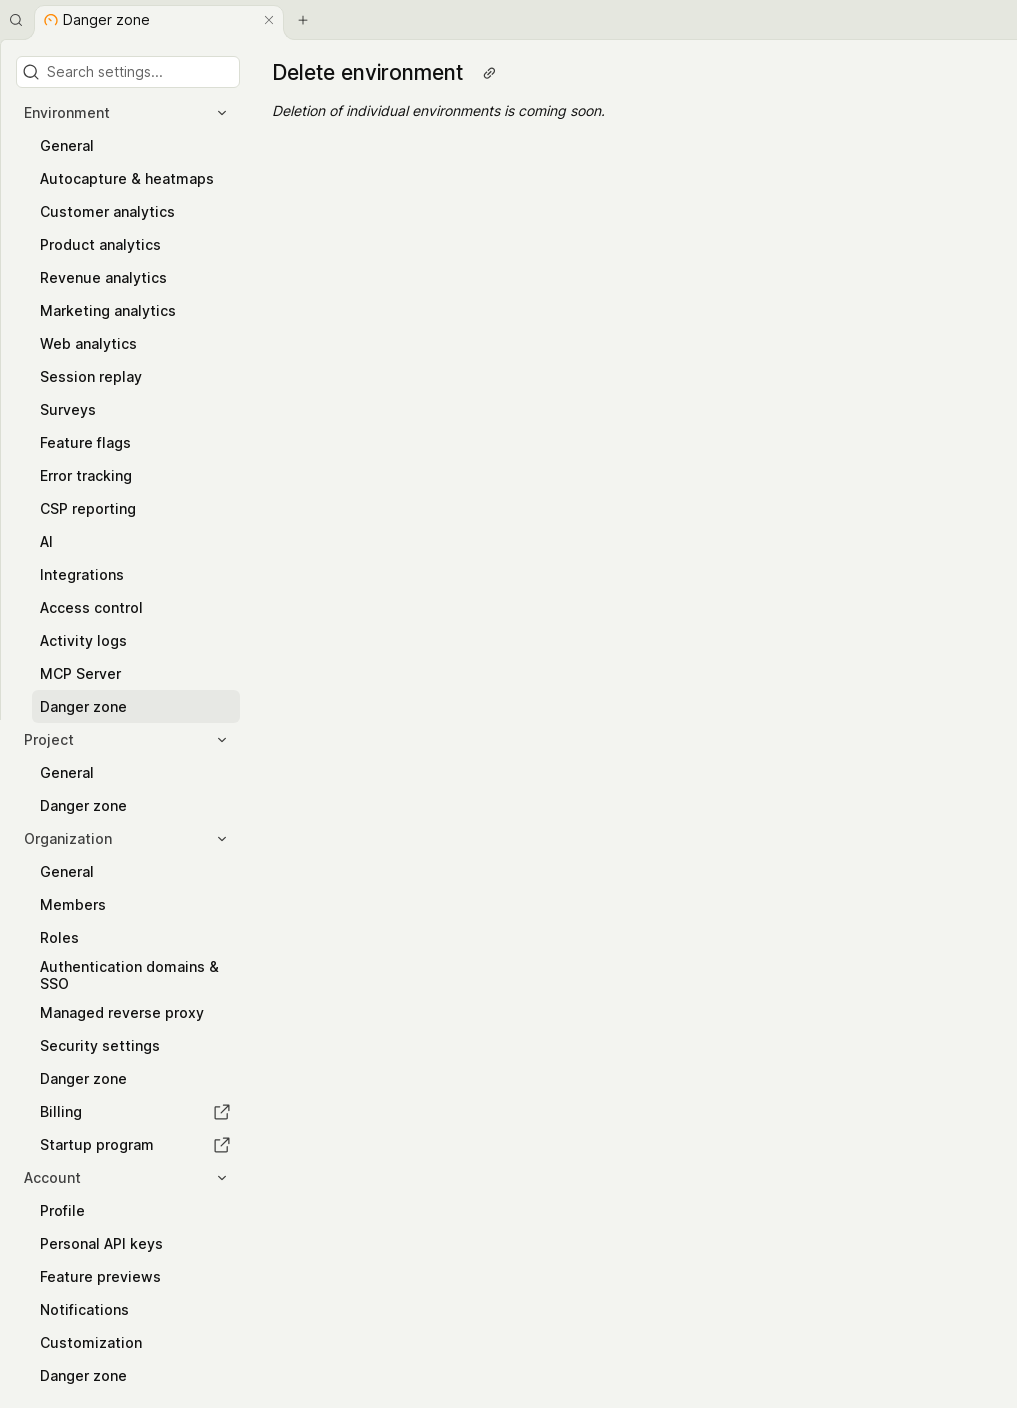 Danger zone
Search settings...
Delete environment
Deletion of individual environments is coming soon.
Environment
General
Autocapture & heatmaps
Customer analytics
Product analytics
Revenue analytics
Marketing analytics
Web analytics
Session replay
Surveys
Feature flags
Error tracking
CSP reporting
AI
Integrations
Access control
Activity logs
MCP Server
Danger zone
Project
General
Danger zone
Organization
General
Members
Roles
Authentication domains &
SSO
Managed reverse proxy
Security settings
Danger zone
Billing
Startup program
Account
Profile
Personal API keys
Feature previews
Notifications
Customization
Danger zone